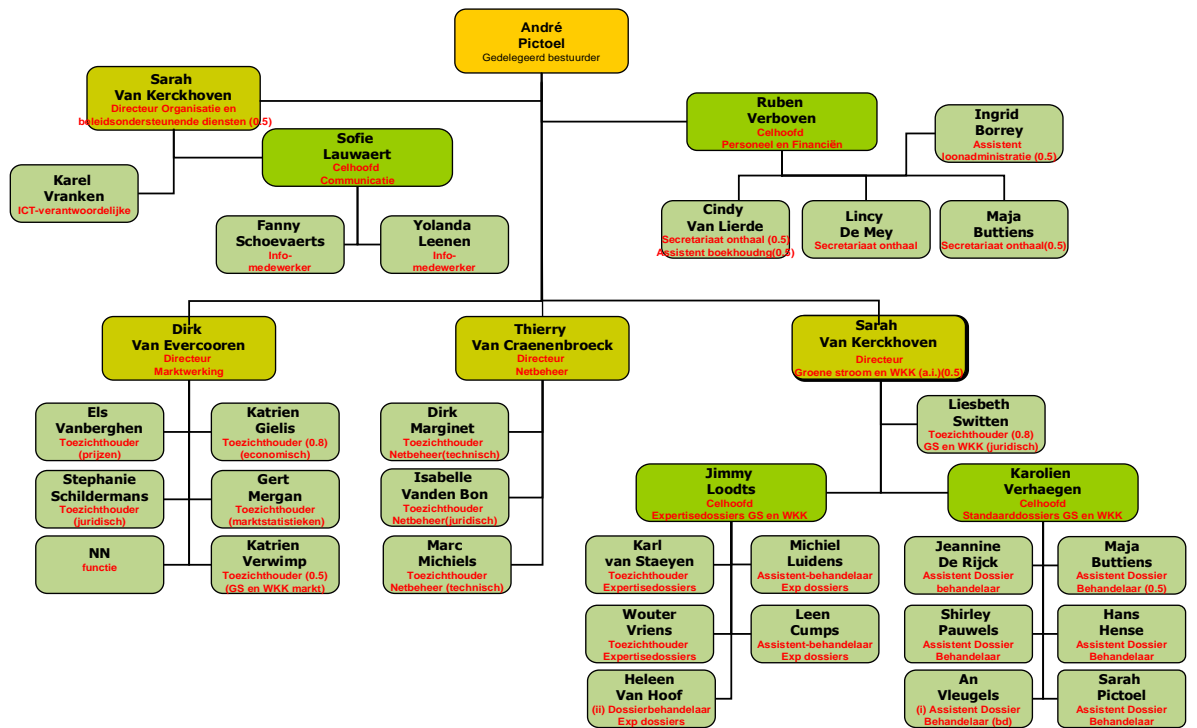 André
Pictoel
Gedelegeerd bestuurder
Sarah
Van Kerckhoven
Directeur Organisatie en
beleidsondersteunende diensten (0.5)
Ruben
Verboven
Celhoofd
Personeel en Financiën
Ingrid
Borrey
Assistent
loonadministratie (0.5)
Sofie
Lauwaert
Celhoofd
Communicatie
Karel
Vranken
ICT-verantwoordelijke
Cindy
Van Lierde
Secretariaat onthaal (0.5)
Assistent boekhoudng(0.5)
Lincy
De Mey
Secretariaat onthaal
Maja
Buttiens
Secretariaat onthaal(0.5)
Fanny
Schoevaerts
Info-
medewerker
Yolanda
Leenen
Info-
medewerker
Dirk
Van Evercooren
Directeur
Marktwerking
Thierry
Van Craenenbroeck
Directeur
Netbeheer
Sarah
Van Kerckhoven
Directeur
Groene stroom en WKK (a.i.)(0.5)
Els
Vanberghen
Toezichthouder
(prijzen)
Katrien
Gielis
Toezichthouder (0.8)
(economisch)
Stephanie
Schildermans
Toezichthouder
(juridisch)
Gert
Mergan
Toezichthouder
(marktstatistieken)
NN
functie
Katrien
Verwimp
Toezichthouder (0.5)
(GS en WKK markt)
Dirk
Marginet
Toezichthouder
Netbeheer(technisch)
Isabelle
Vanden Bon
Toezichthouder
Netbeheer(juridisch)
Marc
Michiels
Toezichthouder
Netbeheer (technisch)
Liesbeth
Switten
Toezichthouder (0.8)
GS en WKK (juridisch)
Jimmy
Loodts
Celhoofd
Expertisedossiers GS en WKK
Karolien
Verhaegen
Celhoofd
Standaarddossiers GS en WKK
Karl
van Staeyen
Toezichthouder
Expertisedossiers
Michiel
Luidens
Assistent-behandelaar
Exp dossiers
Wouter
Vriens
Toezichthouder
Expertisedossiers
Leen
Cumps
Assistent-behandelaar
Exp dossiers
Heleen
Van Hoof
(ii) Dossierbehandelaar
Exp dossiers
Jeannine
De Rijck
Assistent Dossier
behandelaar
Maja
Buttiens
Assistent Dossier
Behandelaar (0.5)
Shirley
Pauwels
Assistent Dossier
Behandelaar
Hans
Hense
Assistent Dossier
Behandelaar
An
Vleugels
(i) Assistent Dossier
Behandelaar (bd)
Sarah
Pictoel
Assistent Dossier
Behandelaar